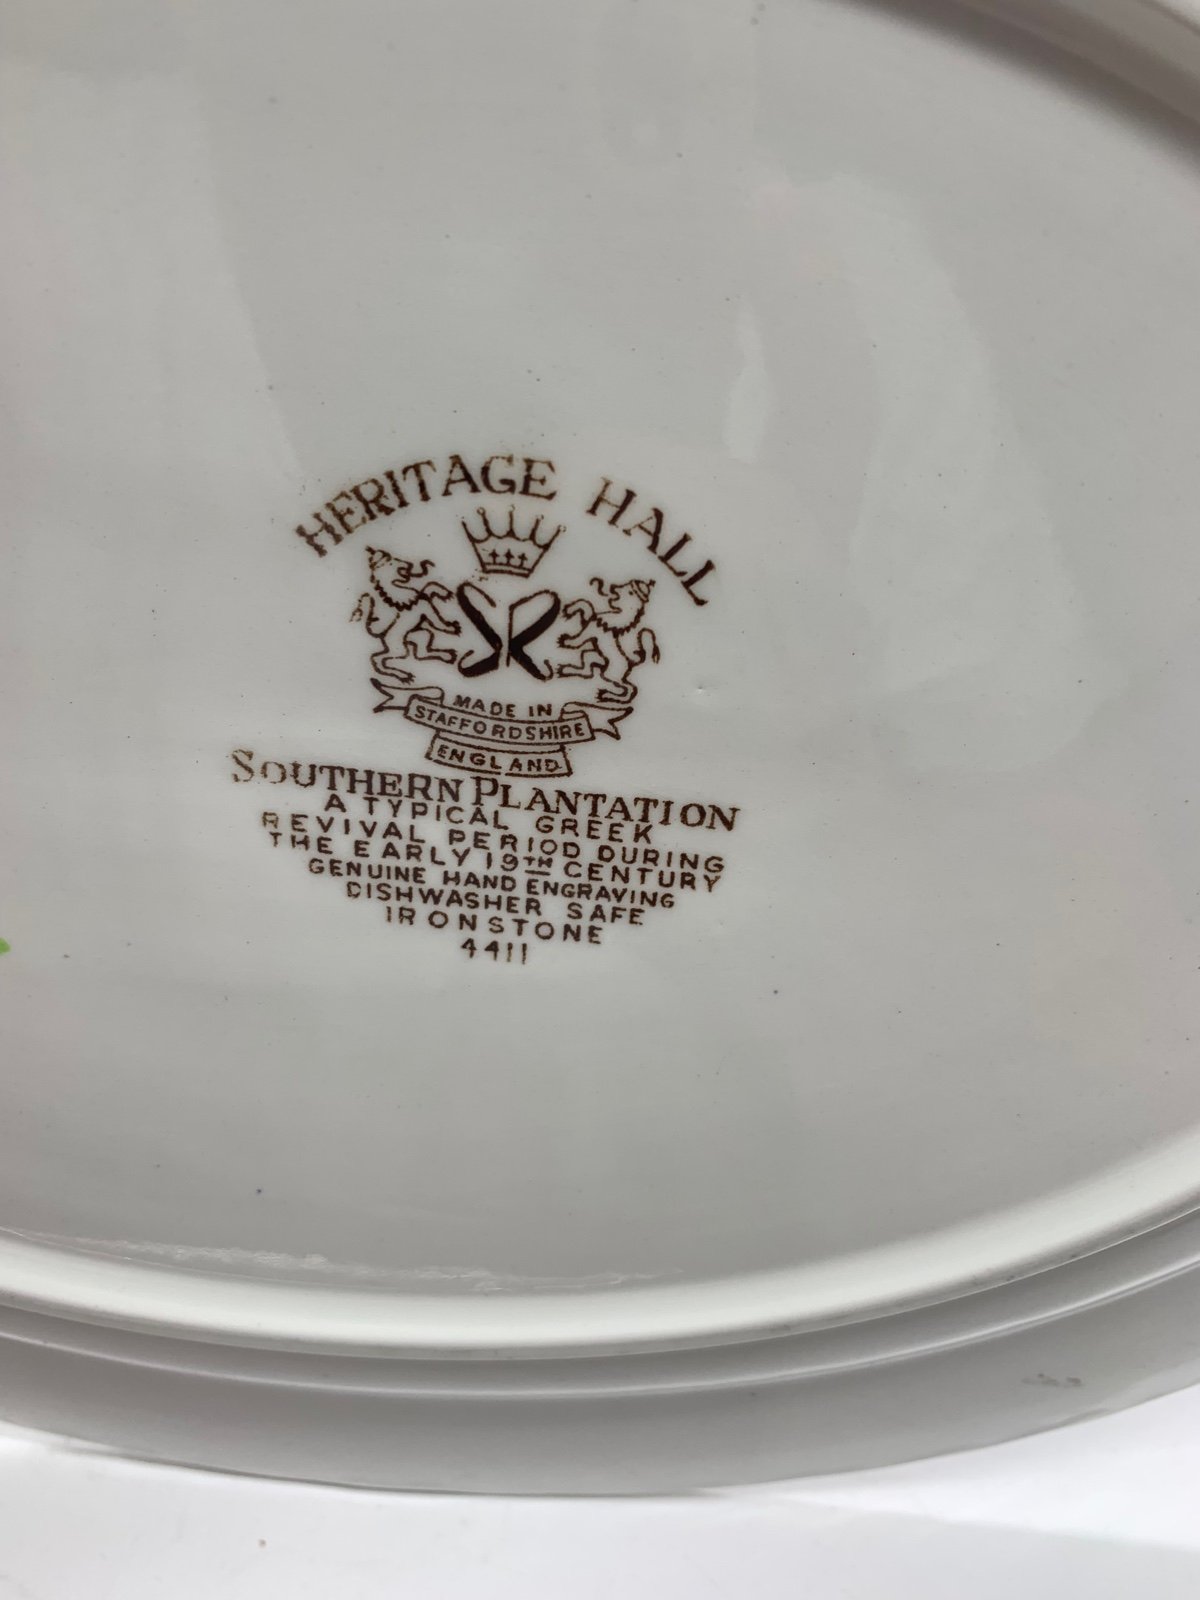 HERITAGE HALL
SR
MADE IN
STAFFORDSHIRE
ENGLAND
SOUTHERN PLANTATION
A TYPICAL GREEK
REVIVAL PERIOD DURING
THE EARLY 19TH CENTURY
GENUINE HAND ENGRAVING
DISHWASHER SAFE
IRONSTONE
4411